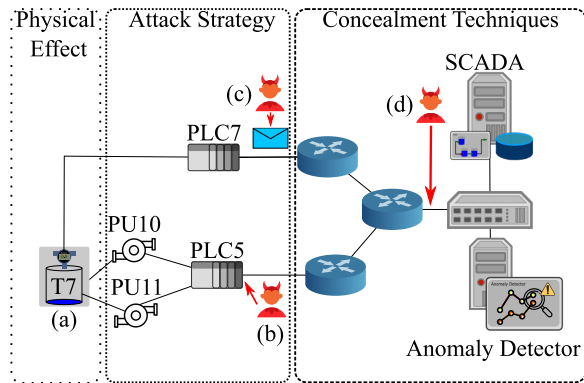 Physical
Effect
Attack Strategy
Concealment Techniques
SCADA
(c)
(d)
PLC7
PU10
PLC5
T7
PU11
(a)
(b)
Anomaly Detector
Anomaly Detector